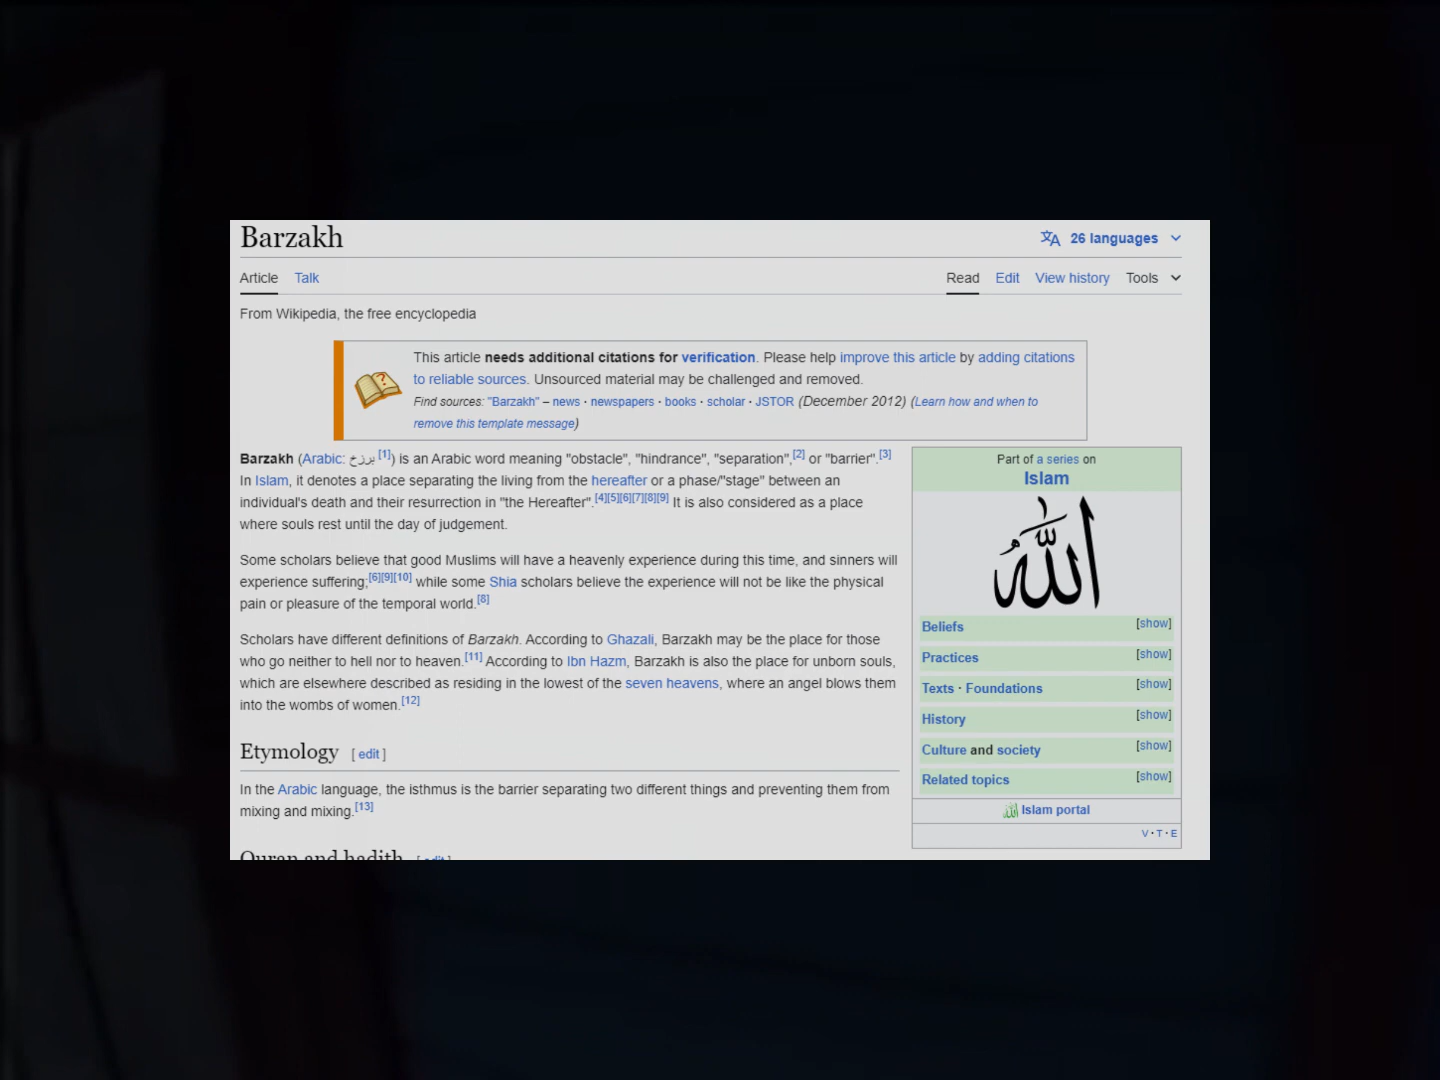 Barzakh
26 languages
Article Talk
Read Edit View history Tools
From Wikipedia, the free encyclopedia
This article needs additional citations for verification. Please help improve this article by adding citations
to reliable sources. Unsourced material may be challenged and removed.
Find sources: "Barzakh" – news · newspapers · books · scholar · JSTOR (December 2012) (Learn how and when to
remove this template message)
Barzakh (Arabic: برزخ [1]) is an Arabic word meaning "obstacle", "hindrance", "separation",[2] or "barrier".[3]
In Islam, it denotes a place separating the living from the hereafter or a phase/"stage" between an
individual's death and their resurrection in "the Hereafter".[4][5][6][7][8][9] It is also considered as a place
where souls rest until the day of judgement.
Some scholars believe that good Muslims will have a heavenly experience during this time, and sinners will
experience suffering;[6][9][10] while some Shia scholars believe the experience will not be like the physical
pain or pleasure of the temporal world.[8]
Scholars have different definitions of Barzakh. According to Ghazali, Barzakh may be the place for those
who go neither to hell nor to heaven.[11] According to Ibn Hazm, Barzakh is also the place for unborn souls,
which are elsewhere described as residing in the lowest of the seven heavens, where an angel blows them
into the wombs of women.[12]
Etymology [ edit ]
In the Arabic language, the isthmus is the barrier separating two different things and preventing them from
mixing and mixing.[13]
Quran and hadith [ edit ]
Part of a series on
Islam
الله
Beliefs [show]
Practices [show]
Texts · Foundations [show]
History [show]
Culture and society [show]
Related topics [show]
Islam portal
V · T · E